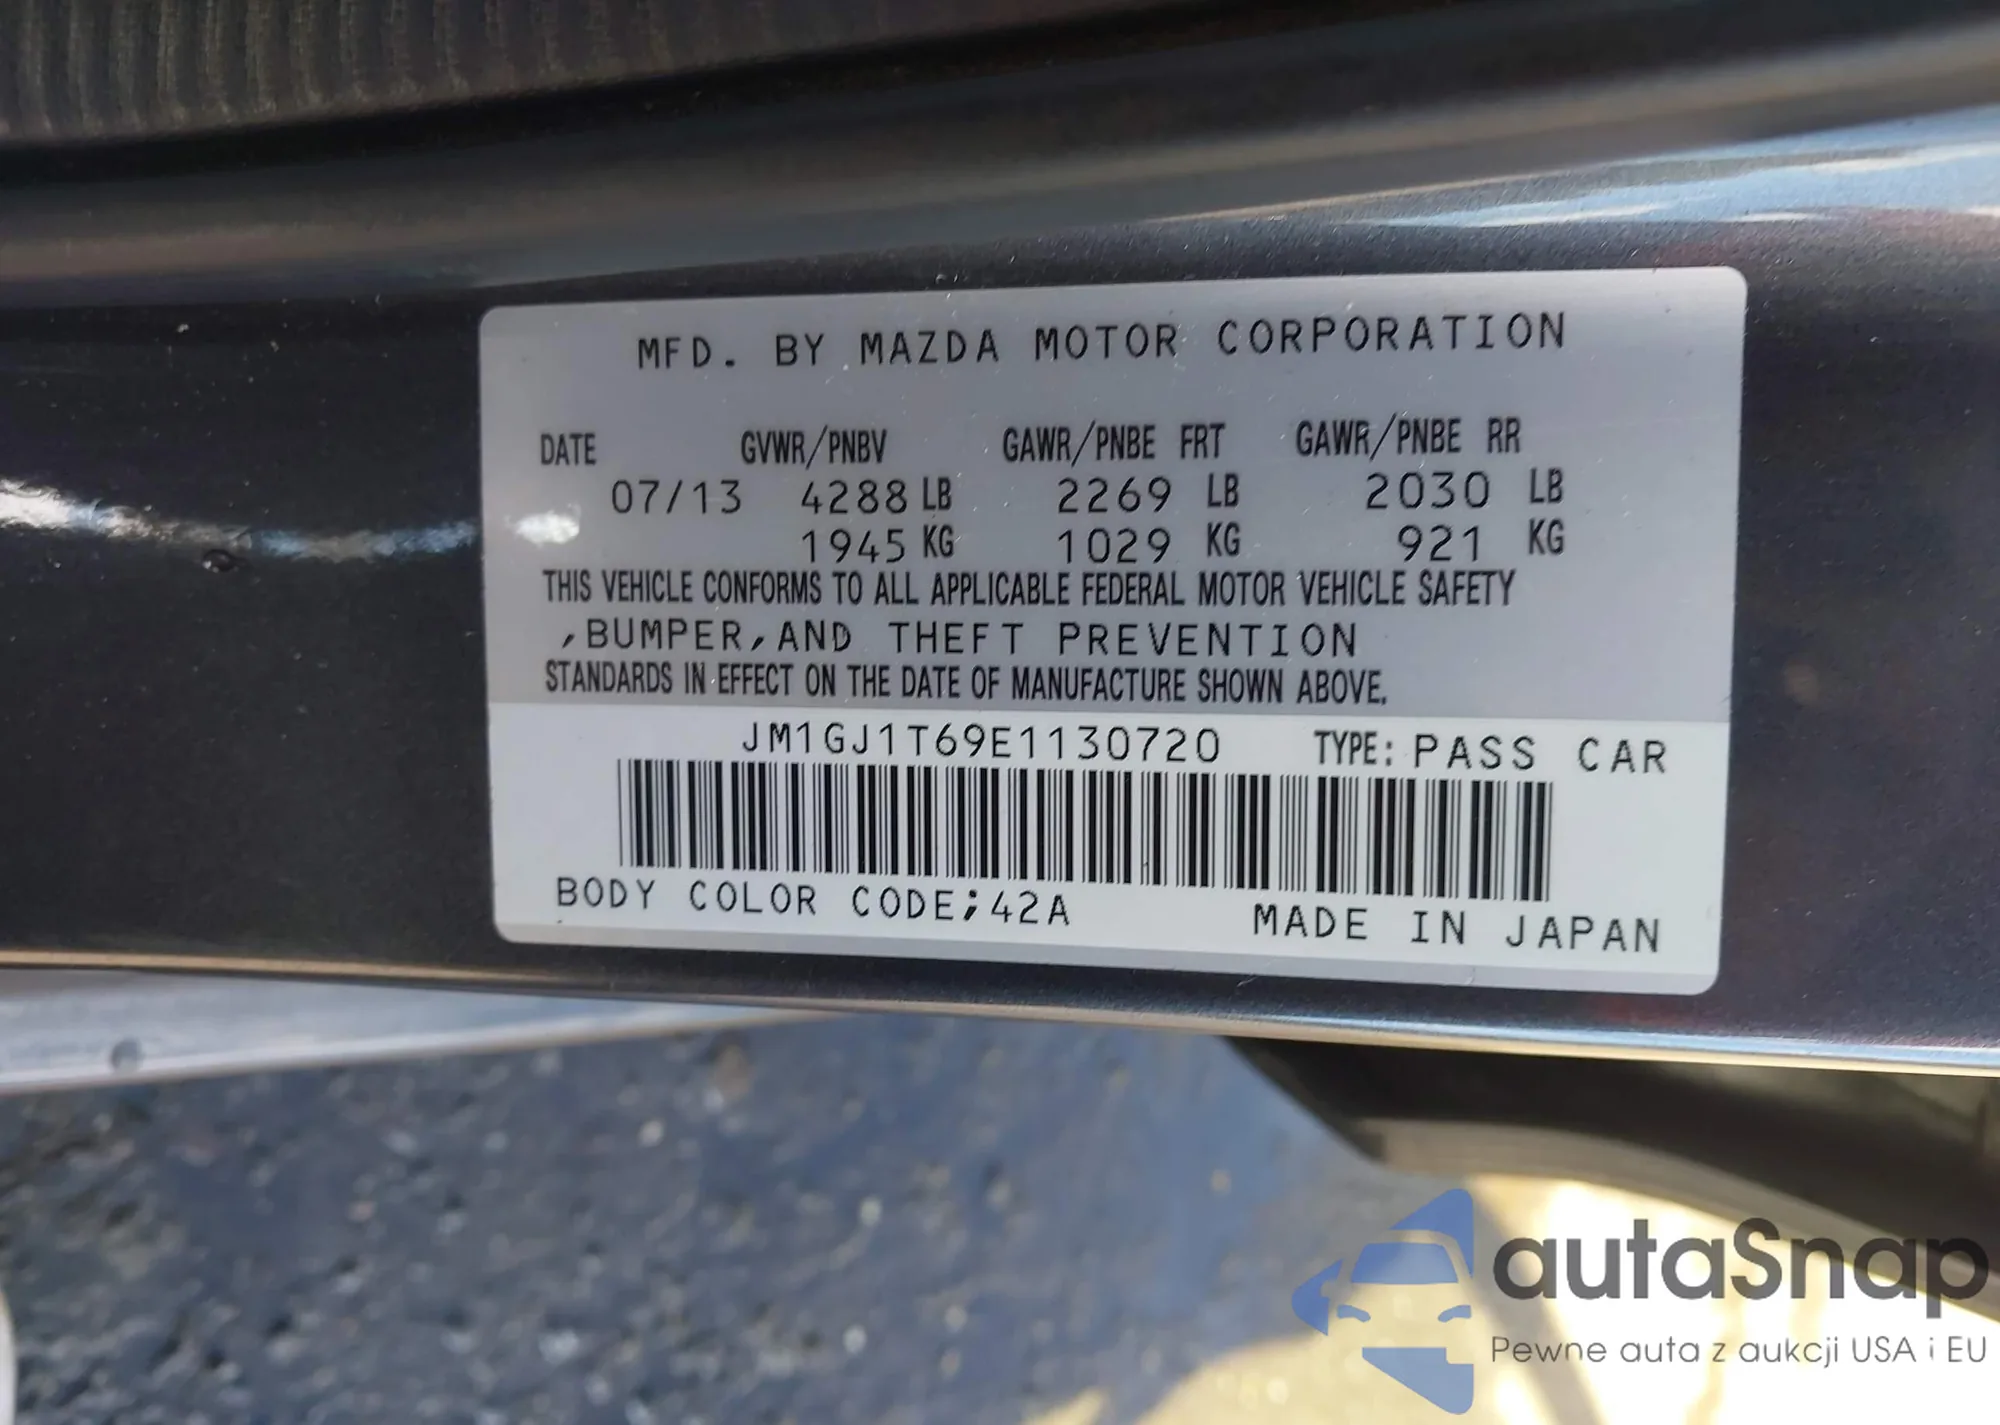 MFD. BY MAZDA MOTOR CORPORATION
DATE GVWR/PNBV GAWR/PNBE FRT GAWR/PNBE RR
07/13 4288 LB 2269 LB 2030 LB
1945 KG 1029 KG 921 KG
THIS VEHICLE CONFORMS TO ALL APPLICABLE FEDERAL MOTOR VEHICLE SAFETY
,BUMPER,AND THEFT PREVENTION
STANDARDS IN EFFECT ON THE DATE OF MANUFACTURE SHOWN ABOVE.
JM1GJ1T69E1130720 TYPE: PASS CAR
BODY COLOR CODE;42A MADE IN JAPAN
autaSnap
Pewne auta z aukcji USA i EU